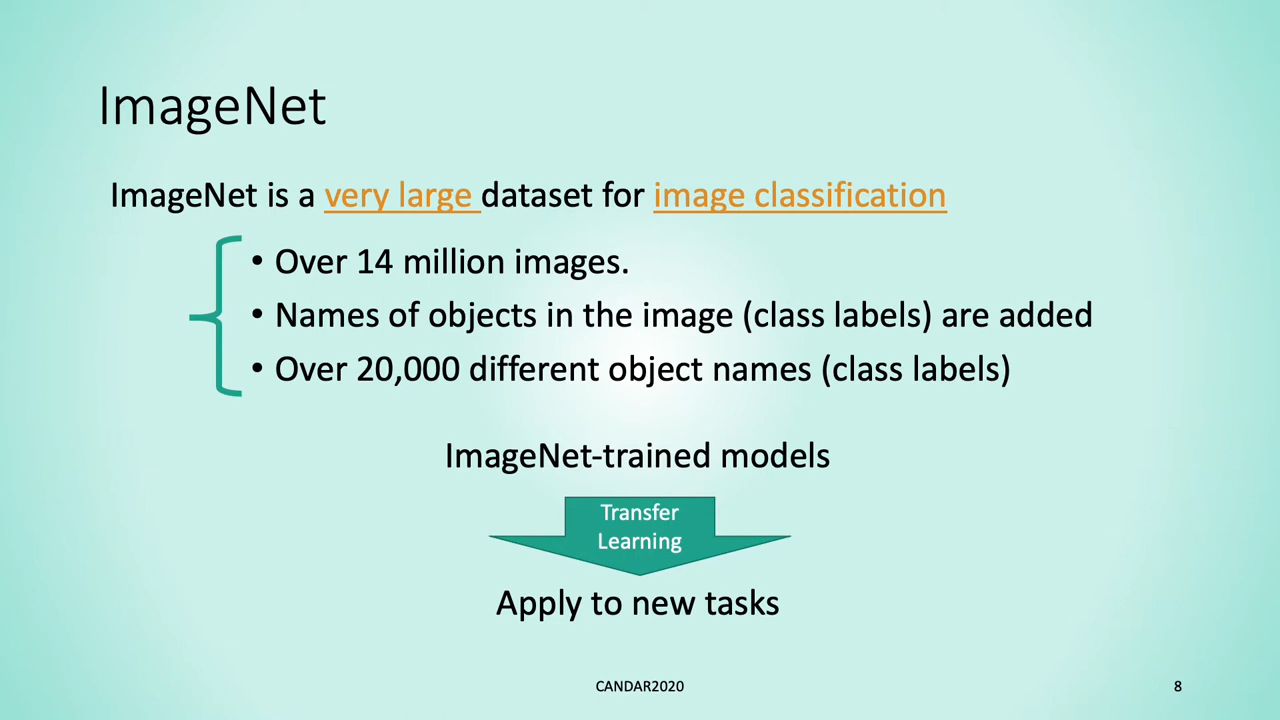 ImageNet
ImageNet is a very large dataset for image classification
• Over 14 million images.
• Names of objects in the image (class labels) are added
• Over 20,000 different object names (class labels)
ImageNet-trained models
Transfer
Learning
Apply to new tasks
CANDAR2020
8